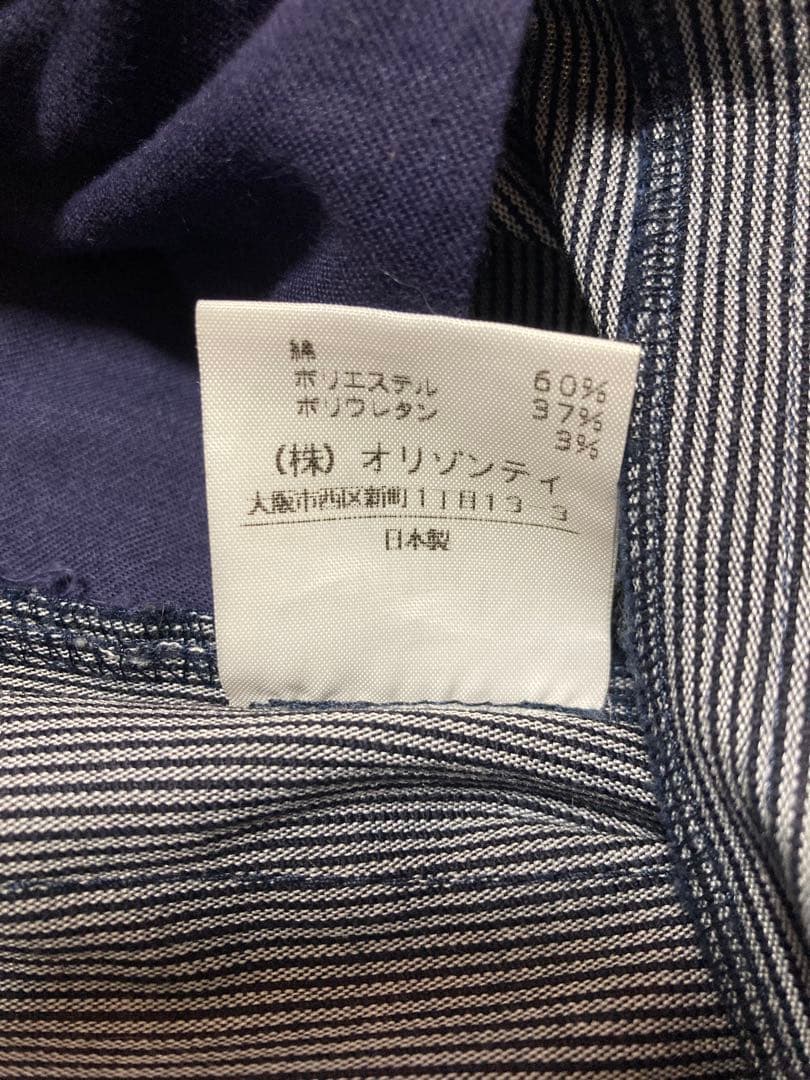 綿 60%
ポリエステル 37%
ポリウレタン 3%
(株) オリゾンティ
大阪市西区新町1丁目13-3
日本製